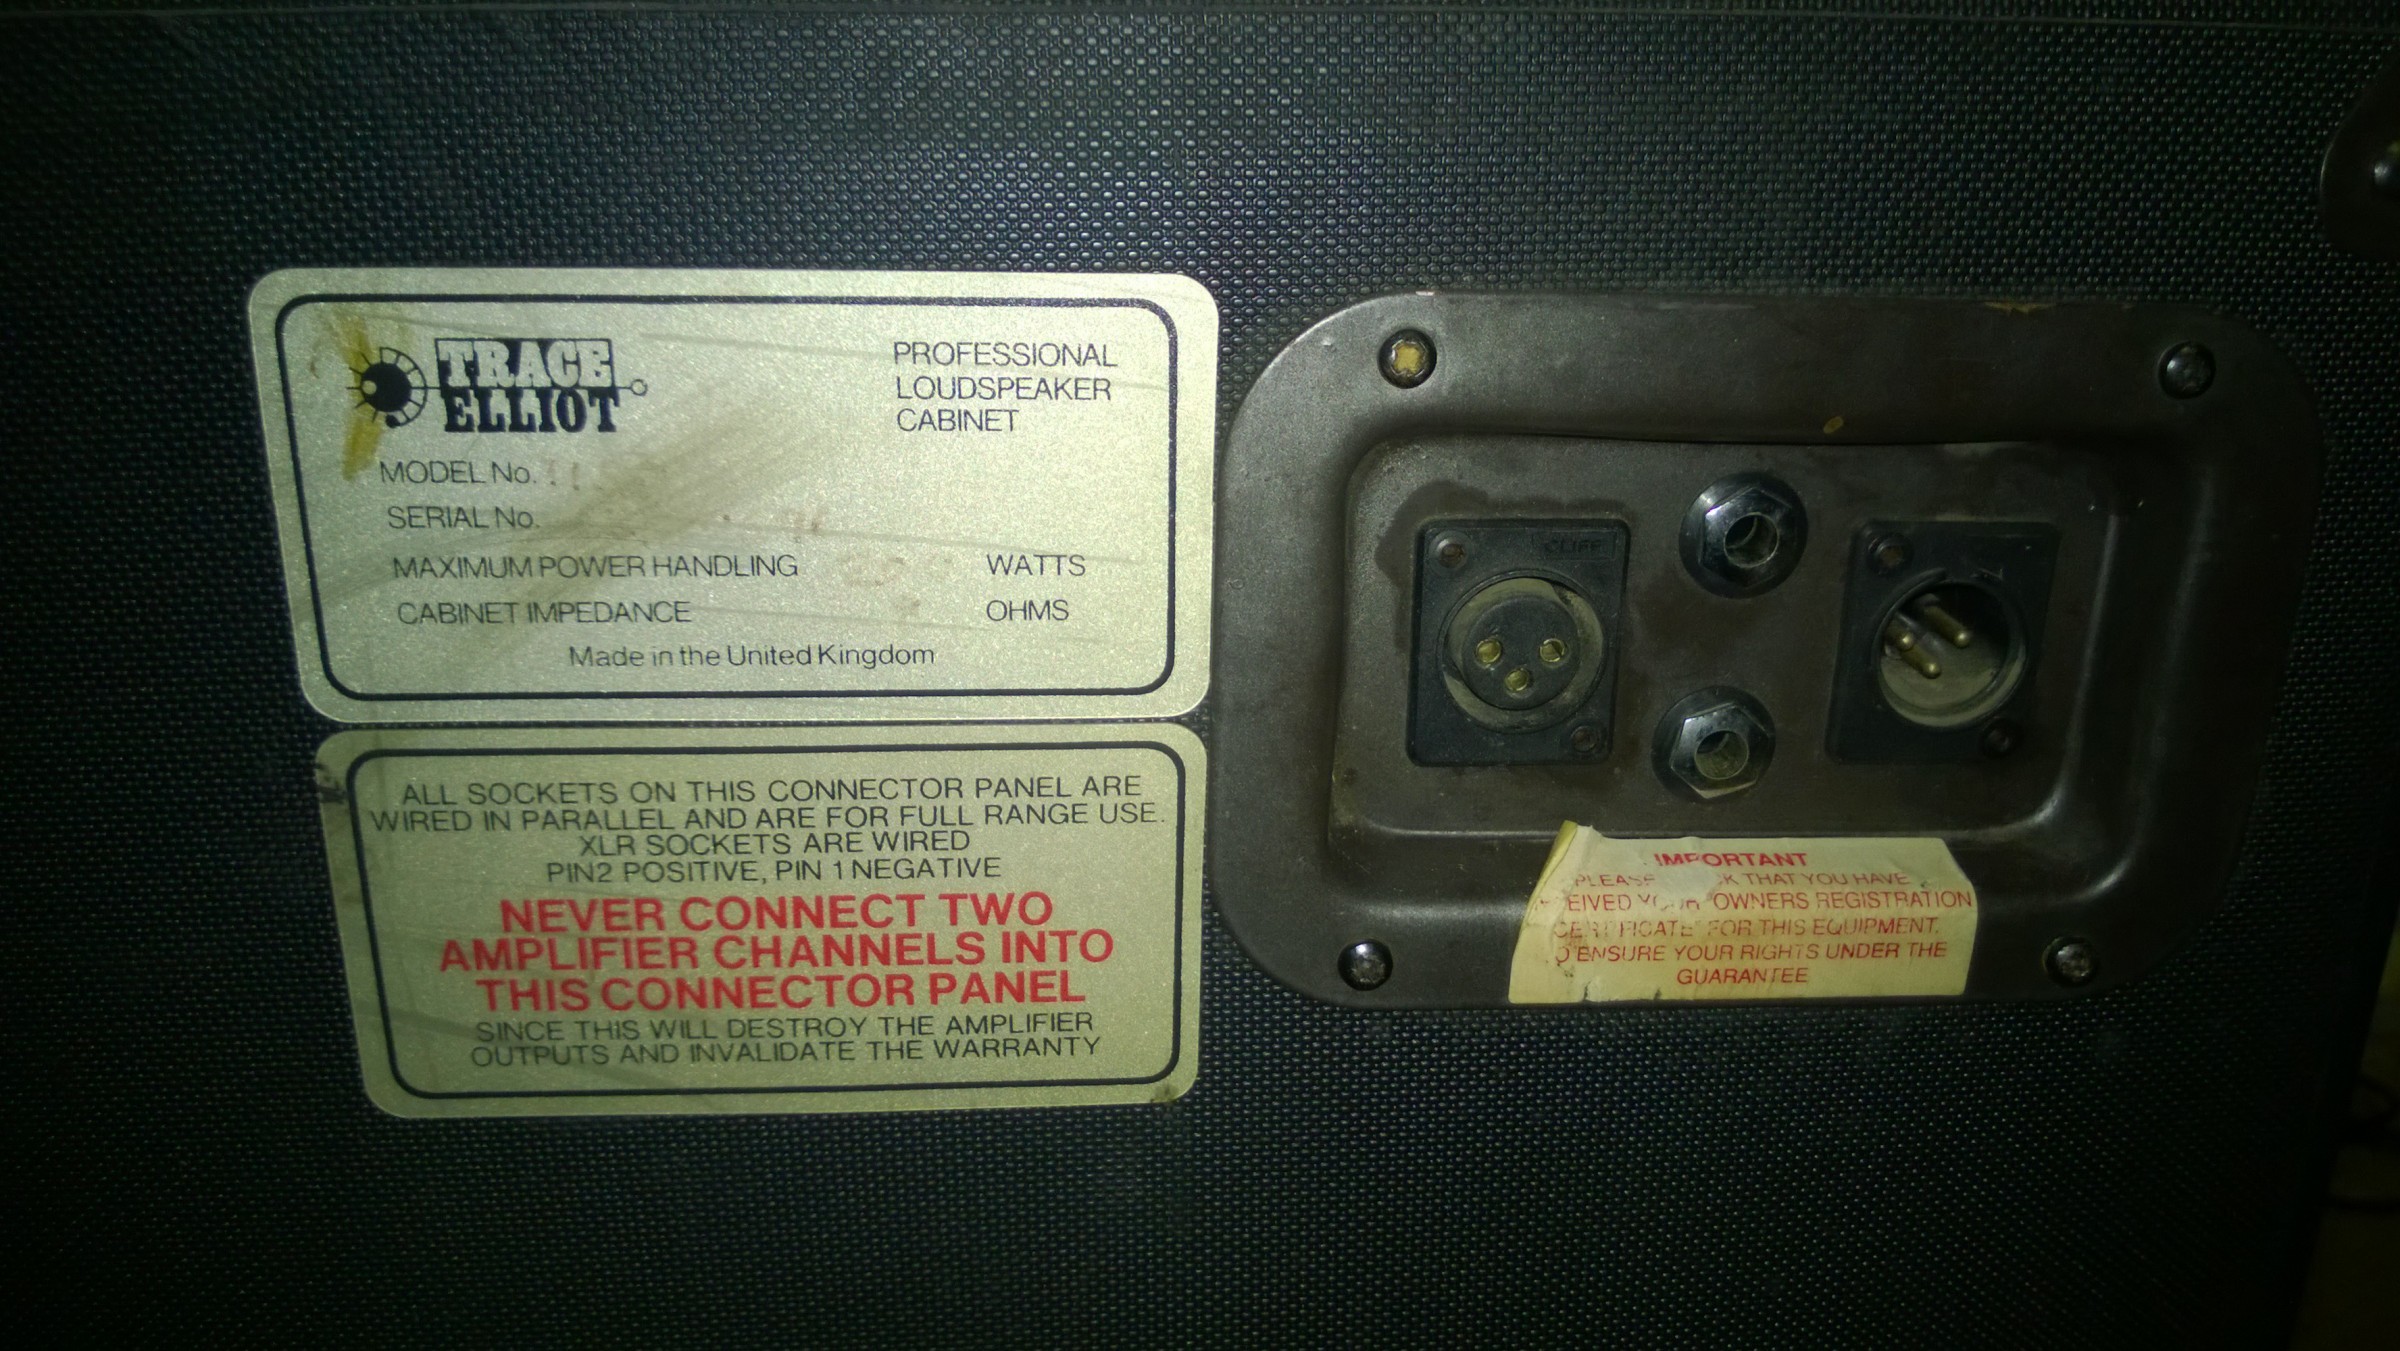 TRACE
ELLIOT
PROFESSIONAL
LOUDSPEAKER
CABINET
MODEL No.
SERIAL No.
MAXIMUM POWER HANDLING WATTS
CABINET IMPEDANCE OHMS
Made in the United Kingdom
ALL SOCKETS ON THIS CONNECTOR PANEL ARE
WIRED IN PARALLEL AND ARE FOR FULL RANGE USE.
XLR SOCKETS ARE WIRED
PIN2 POSITIVE, PIN 1 NEGATIVE
NEVER CONNECT TWO
AMPLIFIER CHANNELS INTO
THIS CONNECTOR PANEL
SINCE THIS WILL DESTROY THE AMPLIFIER
OUTPUTS AND INVALIDATE THE WARRANTY
CLIFF
IMPORTANT
PLEASE THAT YOU HAVE
YOUR "OWNERS REGISTRATION
CERTIFICATE" FOR THIS EQUIPMENT.
ENSURE YOUR RIGHTS UNDER THE
GUARANTEE